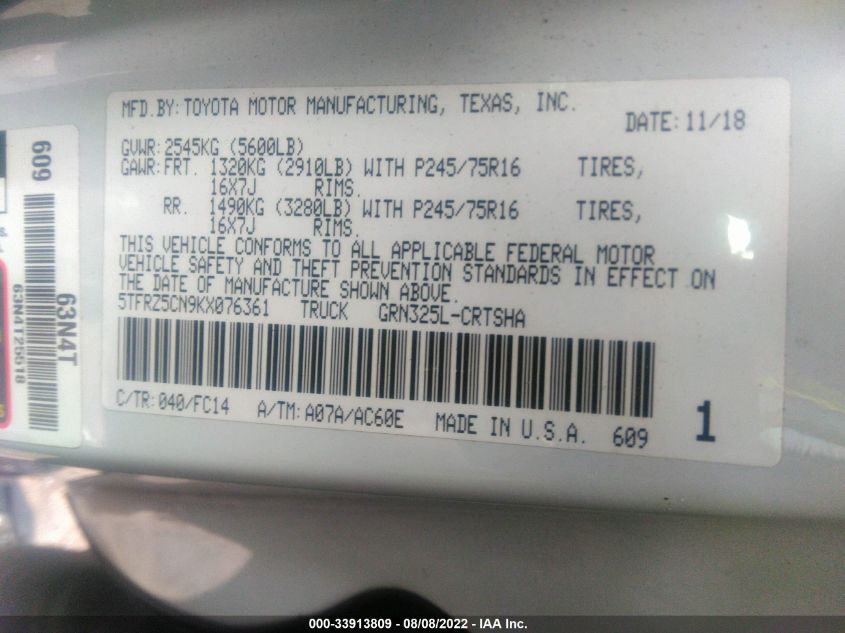 MFD.BY: TOYOTA MOTOR MANUFACTURING, TEXAS, INC.
DATE: 11/18
GVWR: 2545KG (5600LB)
GAWR: FRT. 1320KG (2910LB) WITH P245/75R16 TIRES,
16X7J RIMS.
RR. 1490KG (3280LB) WITH P245/75R16 TIRES,
16X7J RIMS.
THIS VEHICLE CONFORMS TO ALL APPLICABLE FEDERAL MOTOR
VEHICLE SAFETY AND THEFT PREVENTION STANDARDS IN EFFECT ON
THE DATE OF MANUFACTURE SHOWN ABOVE.
5TFRZ5CN9KX076361 TRUCK GRN325L-CRTSHA
C/TR: 040/FC14 A/TM: A07A/AC60E MADE IN U.S.A. 609
1
609
63N4T
000-33913809 - 08/08/2022 - IAA Inc.